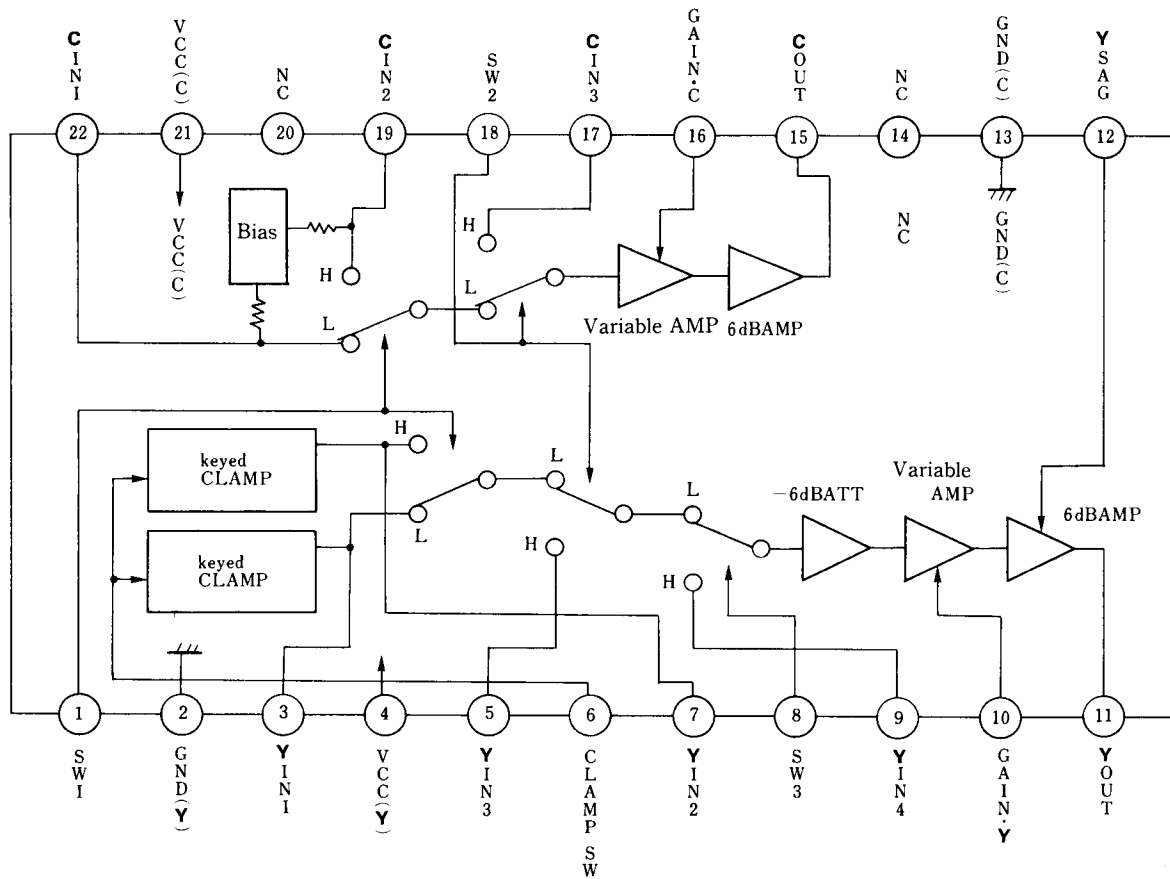 CIN1
VCC(C)
NC
CIN2
SW2
CIN3
GAIN·C
COUT
NC
GND(C)
YSAG
22
21
20
19
18
17
16
15
14
13
12
VCC(C)
Bias
H
H
NC
GND(C)
L
L
Variable AMP
6dBAMP
H
keyed
CLAMP
L
L
L
-6dBATT
Variable
AMP
6dBAMP
keyed
CLAMP
H
H
1
2
3
4
5
6
7
8
9
10
11
SW1
GND(Y)
YIN1
VCC(Y)
YIN3
CLAMP SW
YIN2
SW3
YIN4
GAIN·Y
YOUT